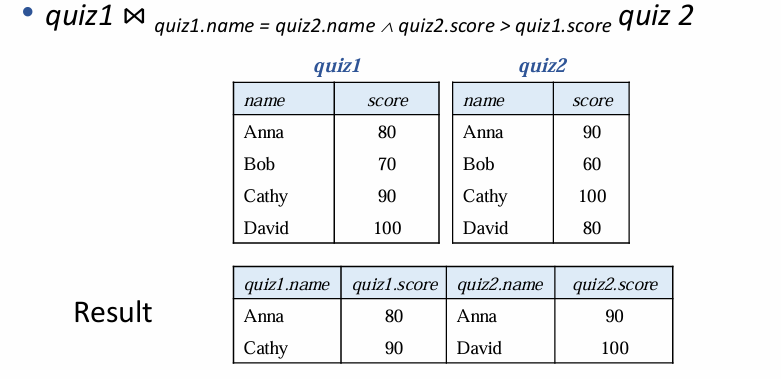 • quiz1 ⋈ quiz1.name = quiz2.name ∧ quiz2.score > quiz1.score quiz 2
quiz1 quiz2
name score name score
Anna 80 Anna 90
Bob 70 Bob 60
Cathy 90 Cathy 100
David 100 David 80
Result
quiz1.name quiz1.score quiz2.name quiz2.score
Anna 80 Anna 90
Cathy 90 David 100